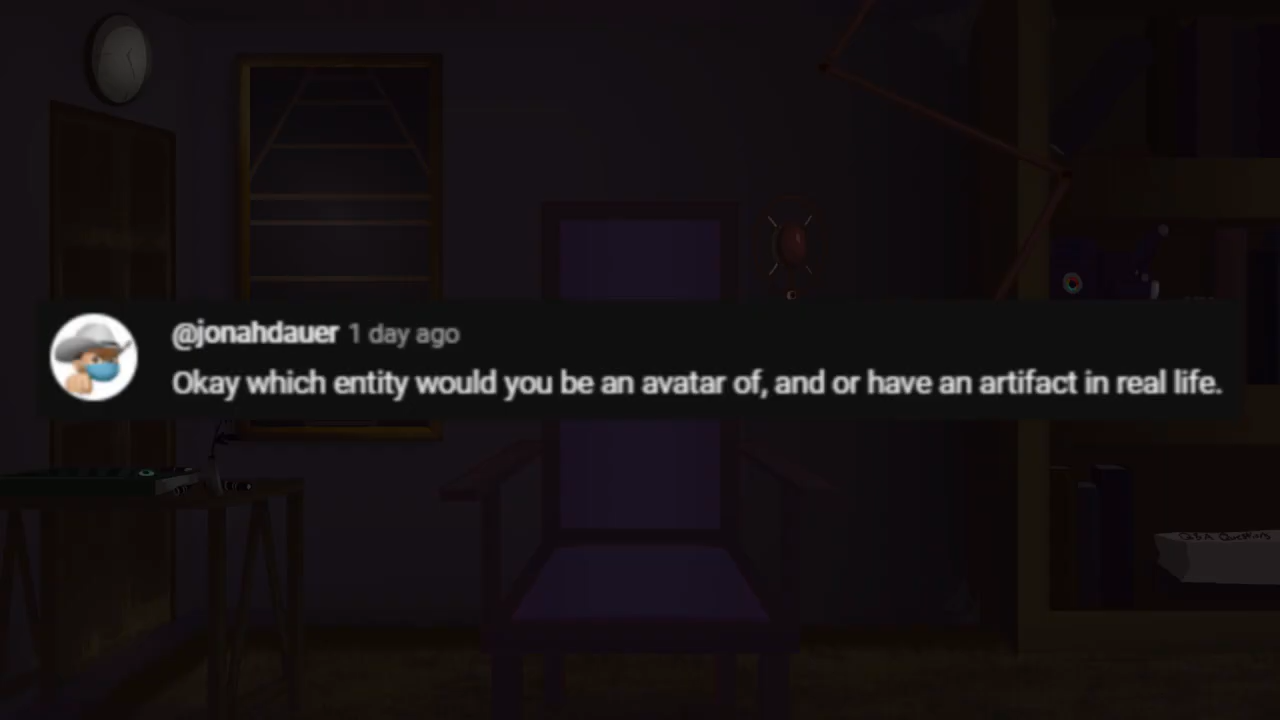 @jonahdauer 1 day ago
Okay which entity would you be an avatar of, and or have an artifact in real life.
Q&A Questions